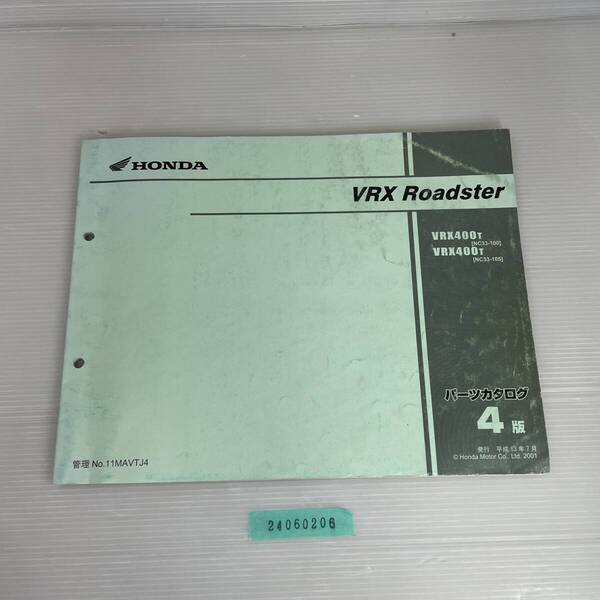 HONDA
VRX Roadster
VRX400T
[NC33-100]
VRX400T
[NC33-105]
パーツカタログ
4版
発行 平成13年7月
© Honda Motor Co., Ltd. 2001
管理 No.11MAVTJ4
24060206